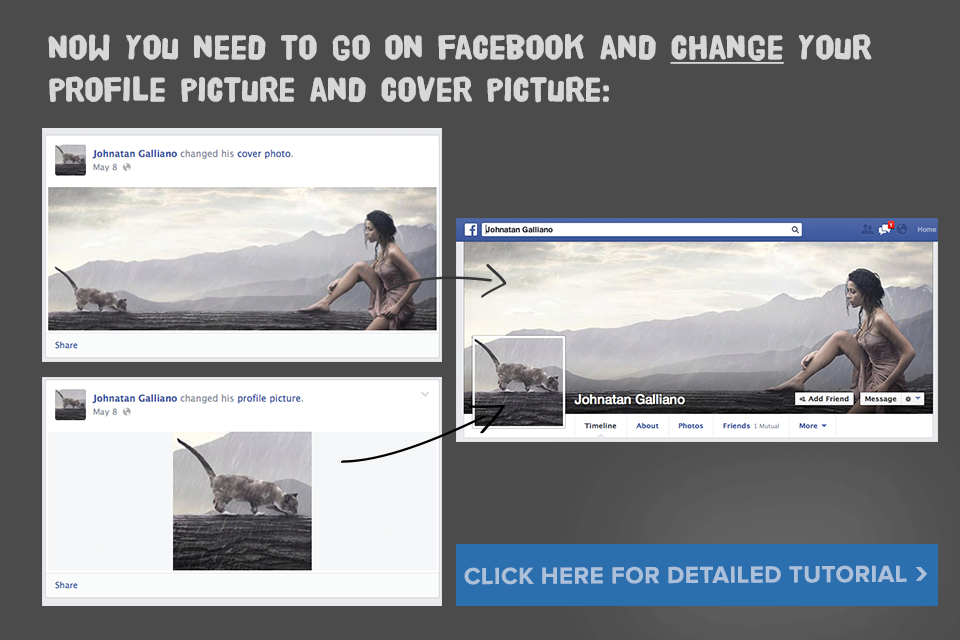 NOW YOU NEED TO GO ON FACEBOOK AND CHANGE YOUR
PROFILE PICTURE AND COVER PICTURE:
Johnatan Galliano changed his cover photo.
May 8
Share
Johnatan Galliano changed his profile picture.
May 8
Share
f Johnatan Galliano 1 Home
Johnatan Galliano Add Friend Message
Timeline About Photos Friends 1 Mutual More
CLICK HERE FOR DETAILED TUTORIAL >